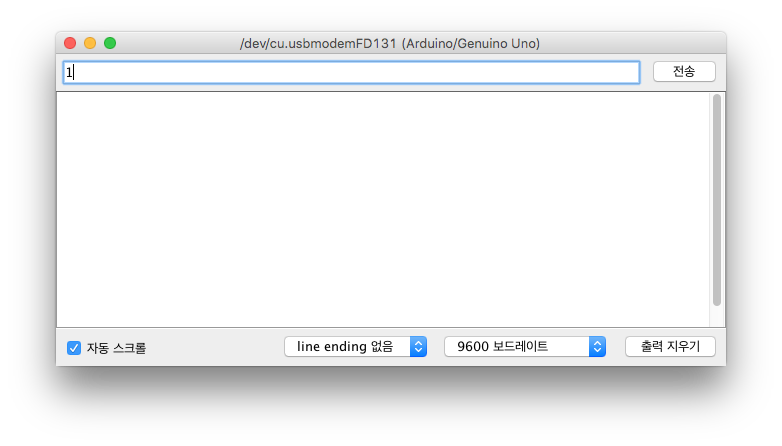 /dev/cu.usbmodemFD131 (Arduino/Genuino Uno)
1 전송
자동 스크롤 line ending 없음 9600 보드레이트 출력 지우기